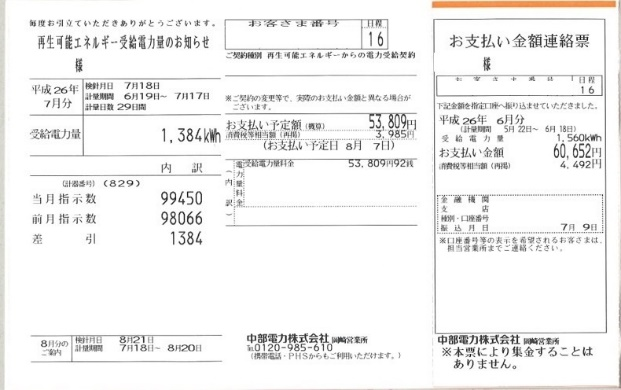 毎度お引立ていただきありがとうございます。
再生可能エネルギー受給電力量のお知らせ
様
平成26年
7月分
検針月日 7月18日
計量期間 6月19日～ 7月17日
計量日数 29日間
受給電力量 1,384kWh
内 訳
(計器番号) (829)
当月指示数 99450
前月指示数 98066
差 引 1384
8月分の
ご案内
検針月日 8月21日
計量期間 7月18日～ 8月20日
お客さま番号 日程
16
ご契約種別 再生可能エネルギーからの電力受給契約
※ご契約の変更等で、実際のお支払い金額と異なる場合が
ございます。
お支払い予定額 (概算) 53,809円
消費税等相当額(再掲) 3,985円
(お支払い予定日 8月 7日)
電力量料金
(内訳)
受給電力量料金 53,809円92銭
中部電力株式会社 岡崎営業所
℡0120-985-610
(携帯電話・PHSからもご利用いただけます。)
お支払い金額連絡票
様
日程
16
下記金額を指定口座へ振り込ませていただきました。
平成26年 6月分
(計量期間 5月22日～ 6月18日)
受給電力量 1,560kWh
お支払い金額 60,652円
消費税等相当額(再掲) 4,492円
金融機関
支 店
種別・口座番号
振込月日 7月 9日
※口座番号等の表示を希望されるお客さまは、
担当営業所までご連絡ください。
中部電力株式会社 岡崎営業所
※本票により集金することは
ありません。